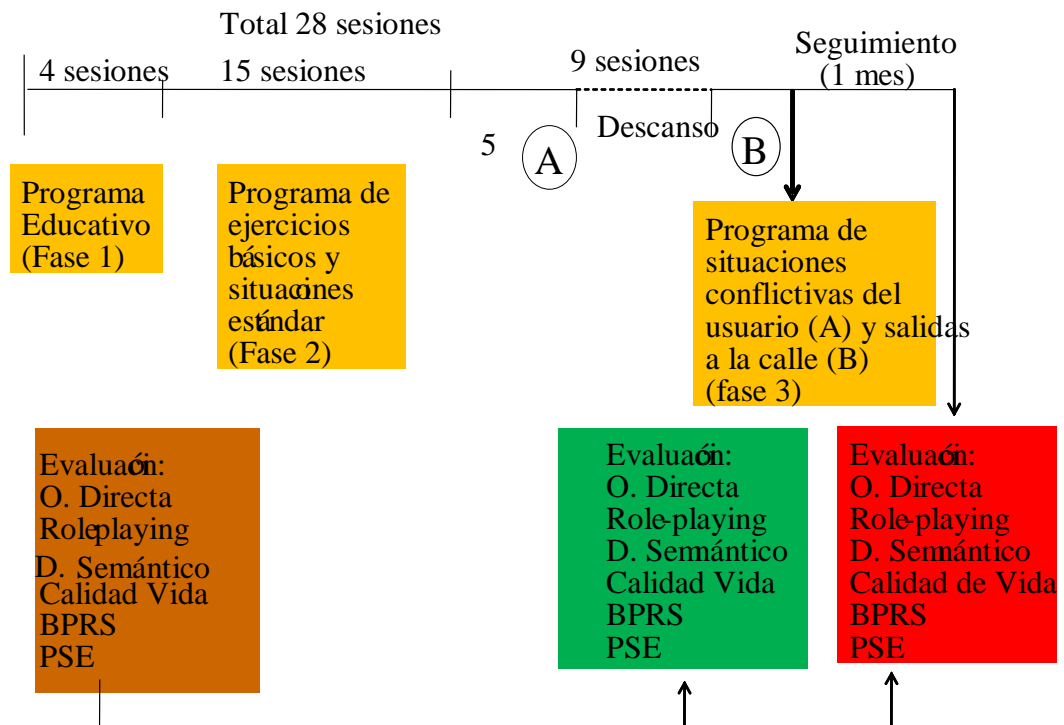 Total 28 sesiones
4 sesiones
15 sesiones
9 sesiones
Seguimiento
(1 mes)
5
A
Descanso
B
Programa
Educativo
(Fase 1)
Programa de
ejercicios
básicos y
situaciones
estándar
(Fase 2)
Programa de
situaciones
conflictivas del
usuario (A) y salidas
a la calle (B)
(fase 3)
Evaluación:
O. Directa
Role-playing
D. Semántico
Calidad Vida
BPRS
PSE
Evaluación:
O. Directa
Role-playing
D. Semántico
Calidad Vida
BPRS
PSE
Evaluación:
O. Directa
Role-playing
D. Semántico
Calidad de Vida
BPRS
PSE